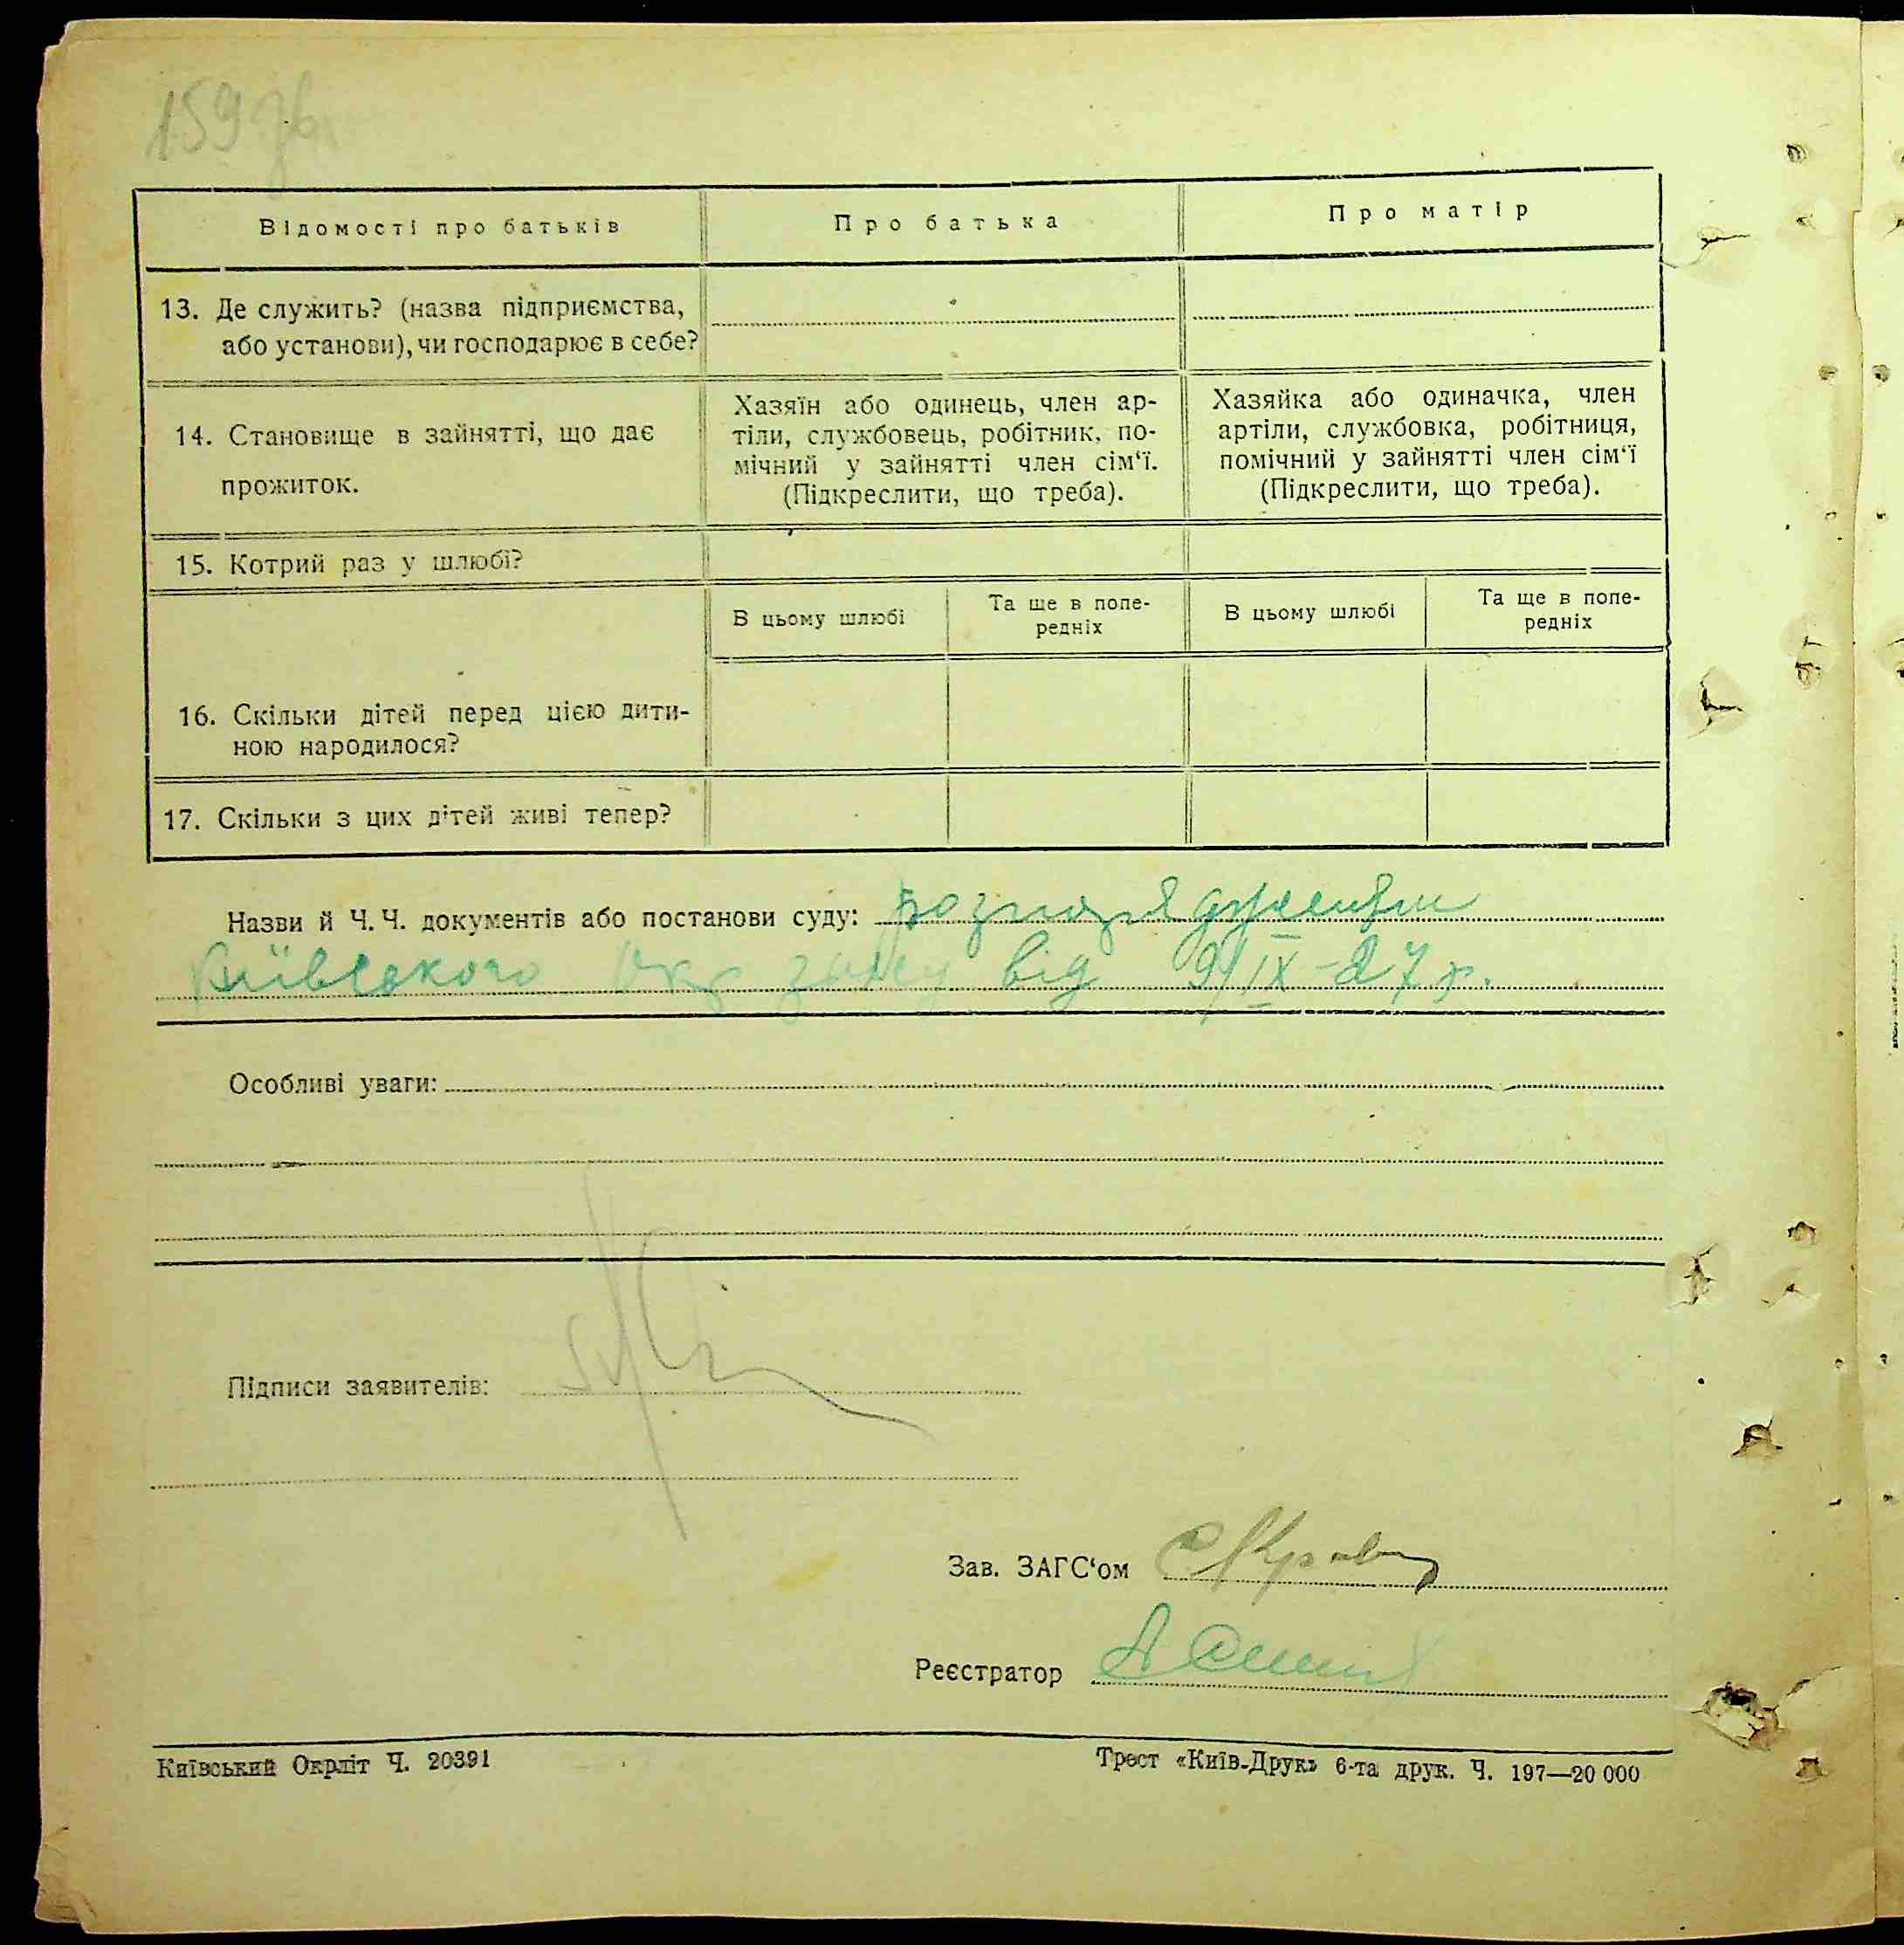 159 зв.
Відомості про батьків
Про батька
Про матір
13. Де служить? (назва підприємства,
або установи), чи господарює в себе?
14. Становище в зайнятті, що дає
прожиток.
Хазяїн або одинець, член ар-
тіли, службовець, робітник, по-
мічний у зайнятті член сім‘ї.
(Підкреслити, що треба).
Хазяйка або одиначка, член
артіли, службовка, робітниця,
помічний у зайнятті член сім‘ї
(Підкреслити, що треба).
15. Котрий раз у шлюбі?
В цьому шлюбі
Та ще в попе-
редніх
В цьому шлюбі
Та ще в попе-
редніх
16. Скільки дітей перед цією дити-
ною народилося?
17. Скільки з цих дітей живі тепер?
Назви й Ч. Ч. документів або постанови суду: розпорядження
Київського Окр загсу від 9/IX-27 р.
Особливі уваги:
Підписи заявителів:
Зав. ЗАГС‘ом
Реєстратор
Київський Окрліт Ч. 20391
Трест «Київ-Друк» 6-та друк. Ч. 197—20 000